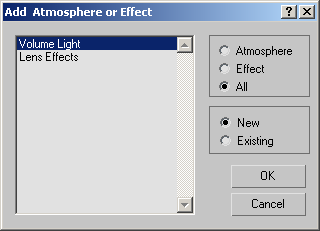 Add  Atmosphere or Effect
Volume Light
Lens Effects
Atmosphere
Effect
All
New
Existing
OK
Cancel